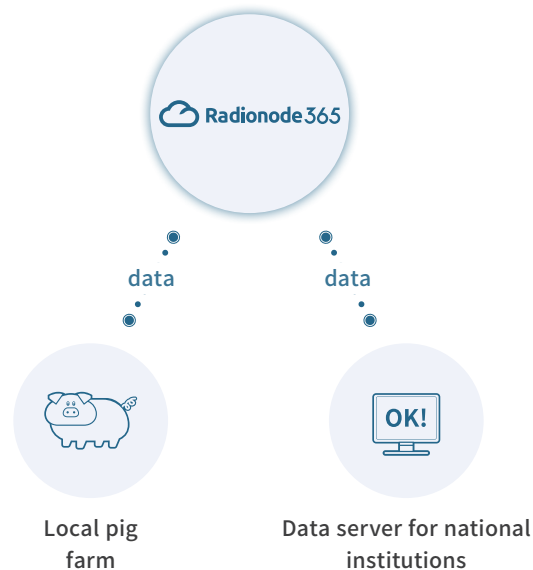 Radionode365
data
data
OK!
Local pig
farm
Data server for national
institutions